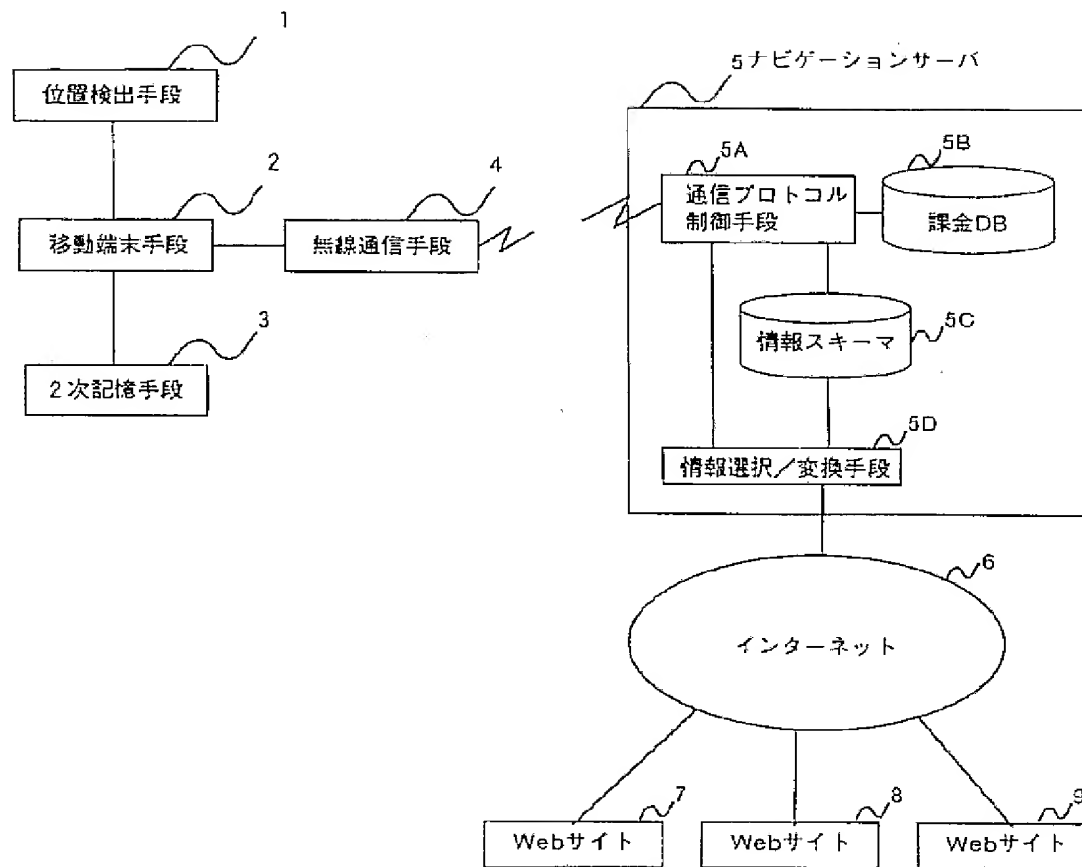 1
位置検出手段
2
移動端末手段
4
無線通信手段
3
2次記憶手段
5 ナビゲーションサーバ
5A
通信プロトコル
制御手段
5B
課金DB
情報スキーマ
5C
5D
情報選択／変換手段
6
インターネット
7
Webサイト
8
Webサイト
9
Webサイト